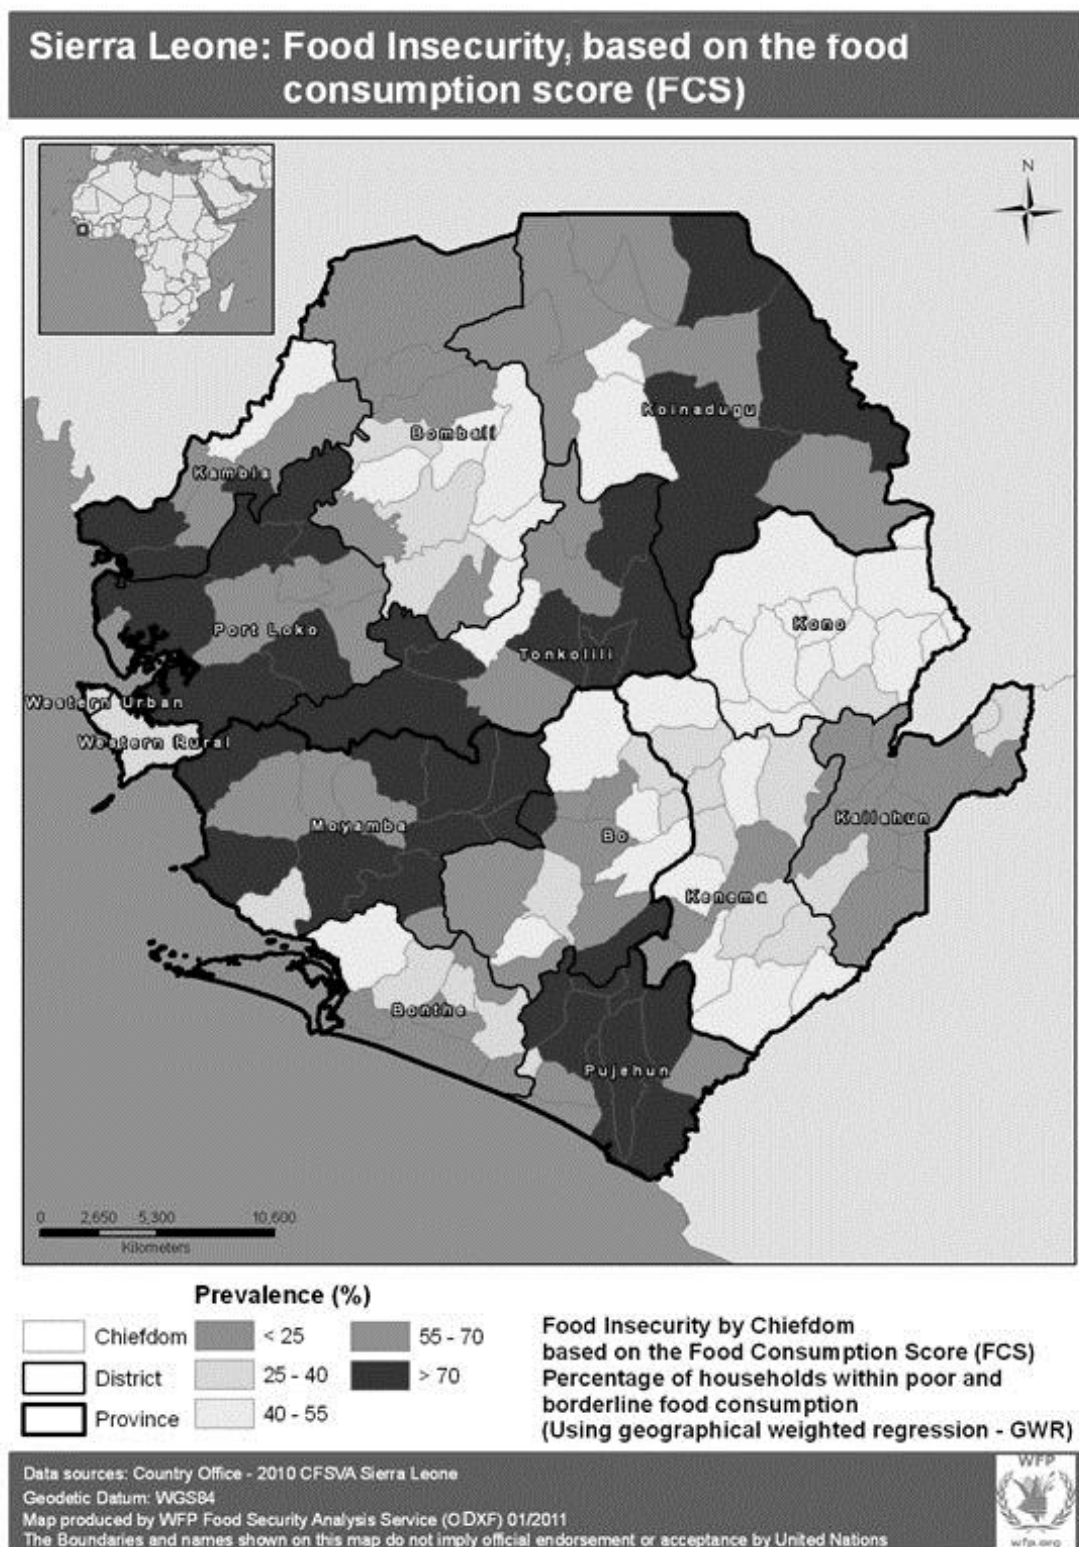 Sierra Leone: Food Insecurity, based on the food
consumption score (FCS)
N
Koinadugu
Bombali
Kambia
Port Loko
Kono
Tonkolili
Western Urban
Western Rural
Moyamba
Bo
Kailahun
Kenema
Bonthe
Pujehun
0 2,650 5,300 10,600
Kilometers
Prevalence (%)
Chiefdom < 25 55 - 70
District 25 - 40 > 70
Province 40 - 55
Food Insecurity by Chiefdom
based on the Food Consumption Score (FCS)
Percentage of households within poor and
borderline food consumption
(Using geographical weighted regression - GWR)
Data sources: Country Office - 2010 CFSVA Sierra Leone
Geodetic Datum: WGS84
Map produced by WFP Food Security Analysis Service (ODXF) 01/2011
The Boundaries and names shown on this map do not imply official endorsement or acceptance by United Nations
WFP
wfp.org